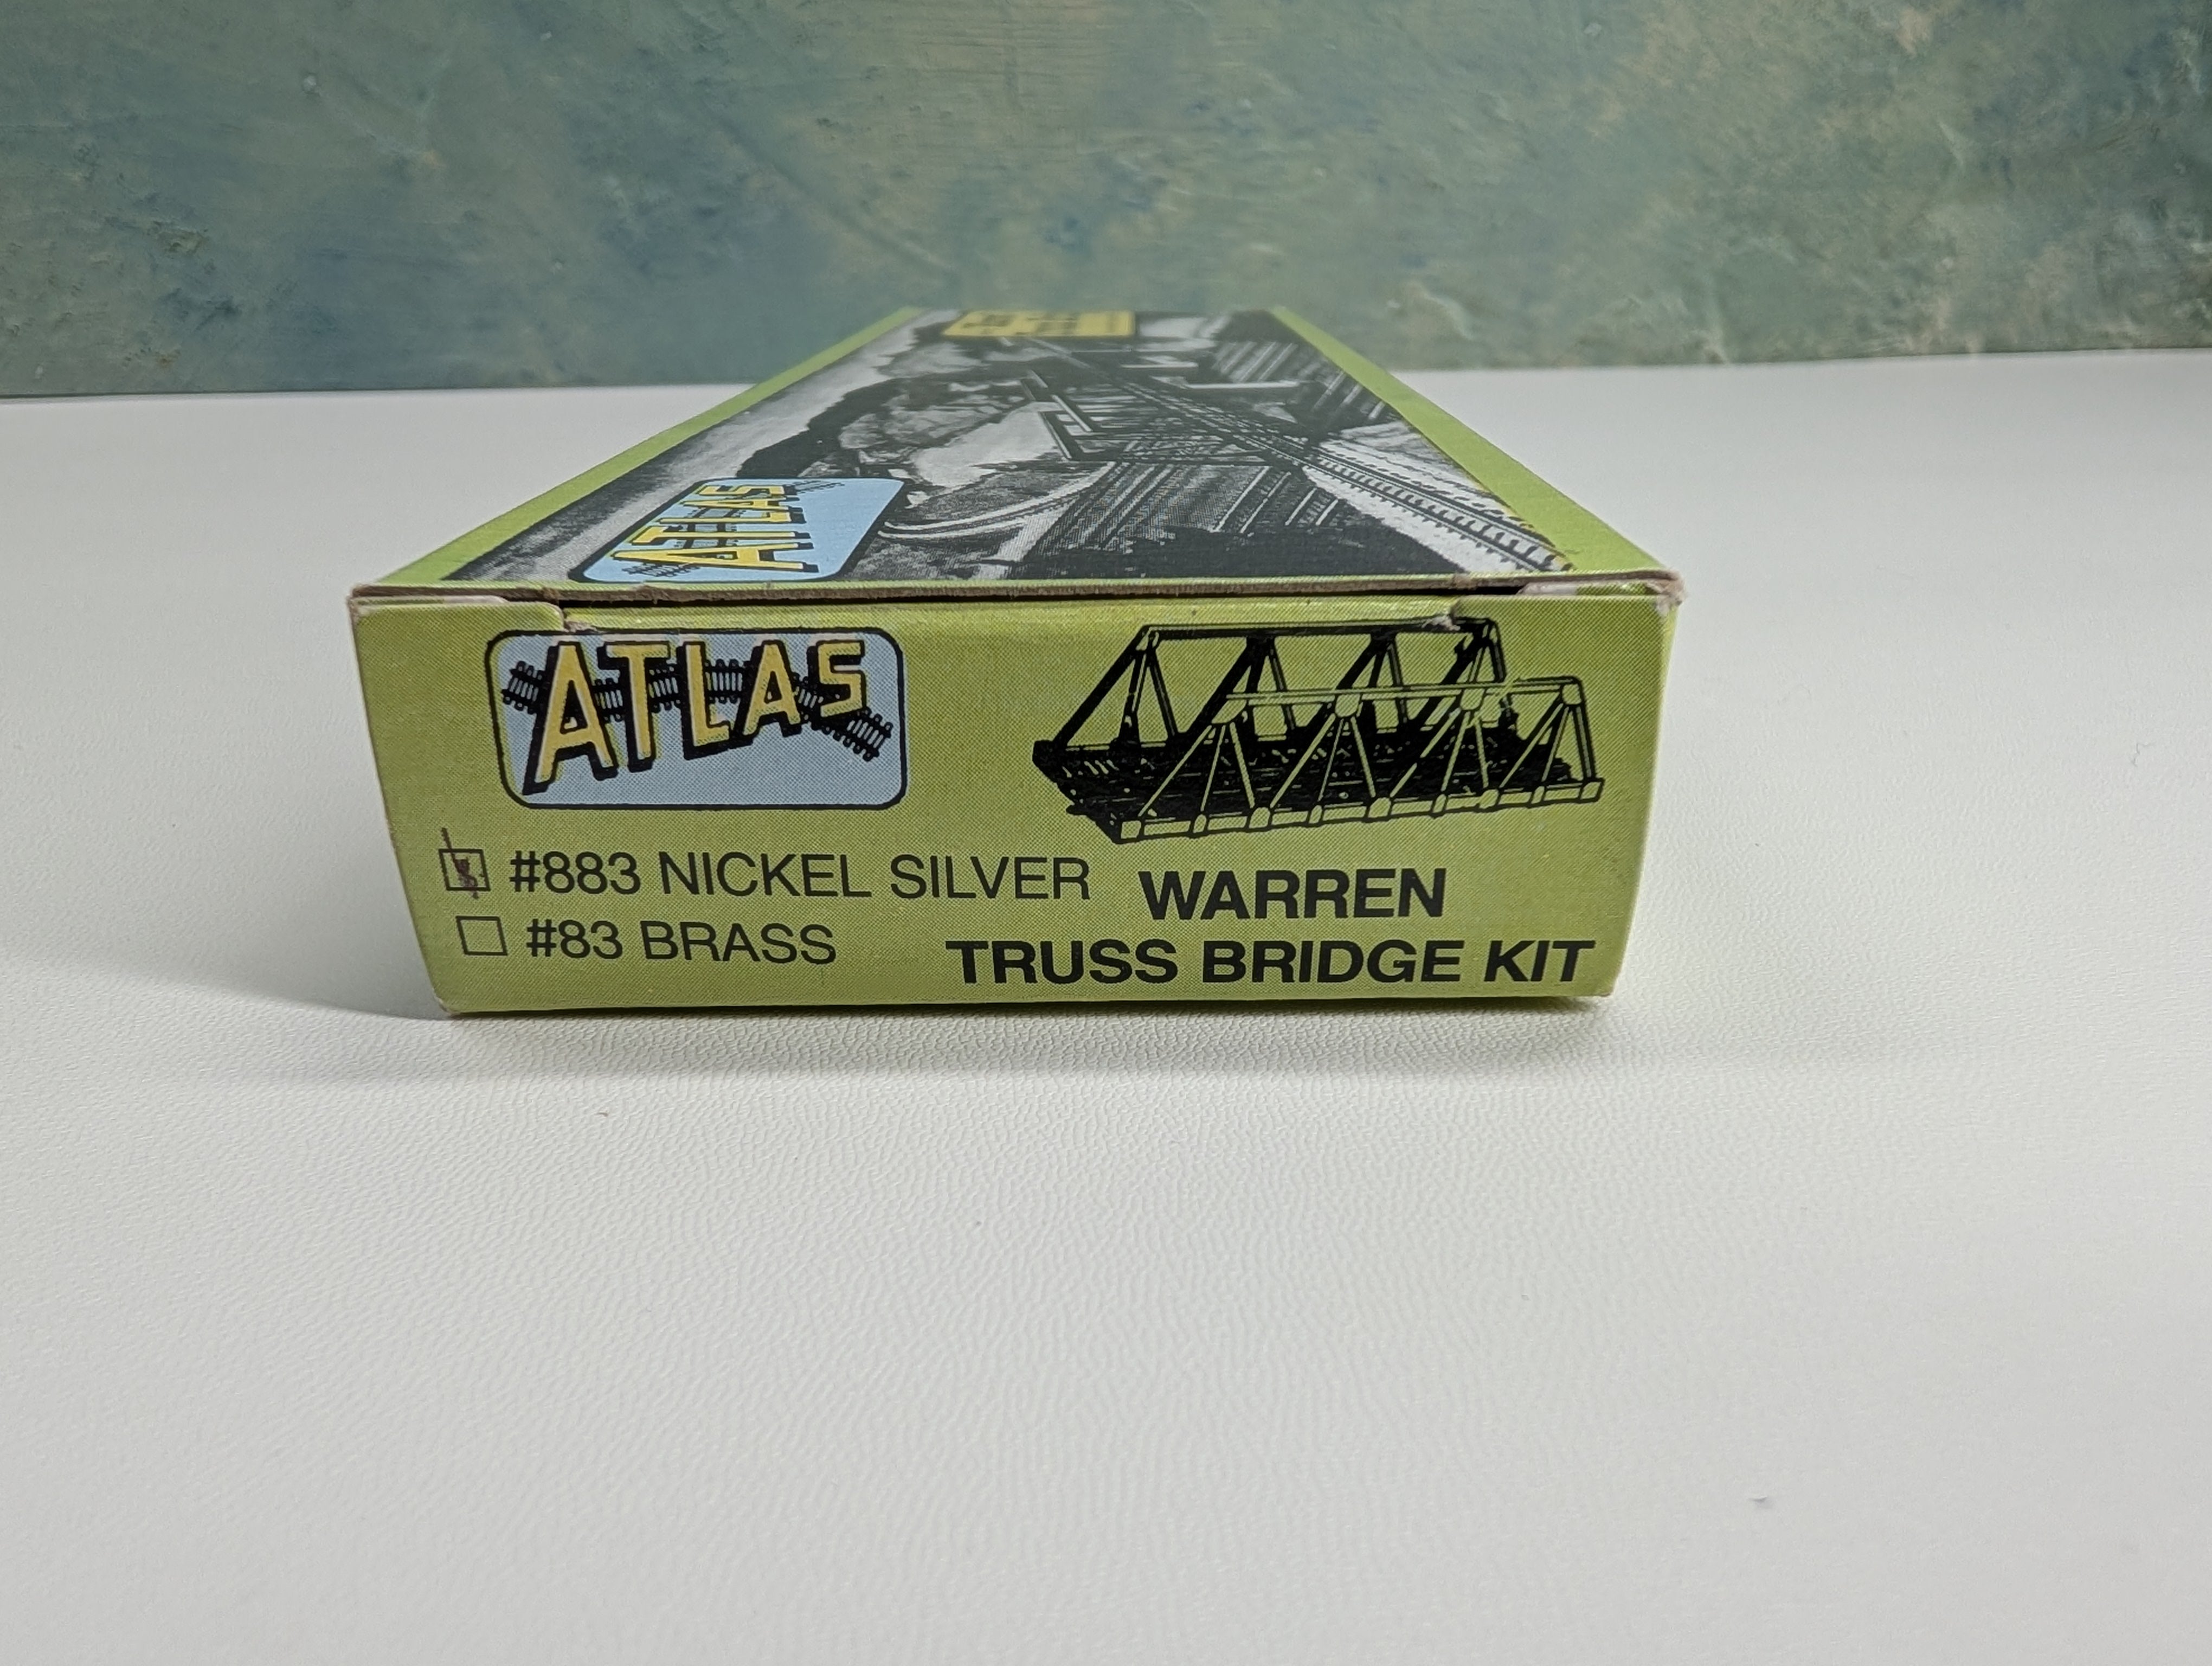 ATLAS
ATLAS
#883 NICKEL SILVER
#83 BRASS
WARREN
TRUSS BRIDGE KIT